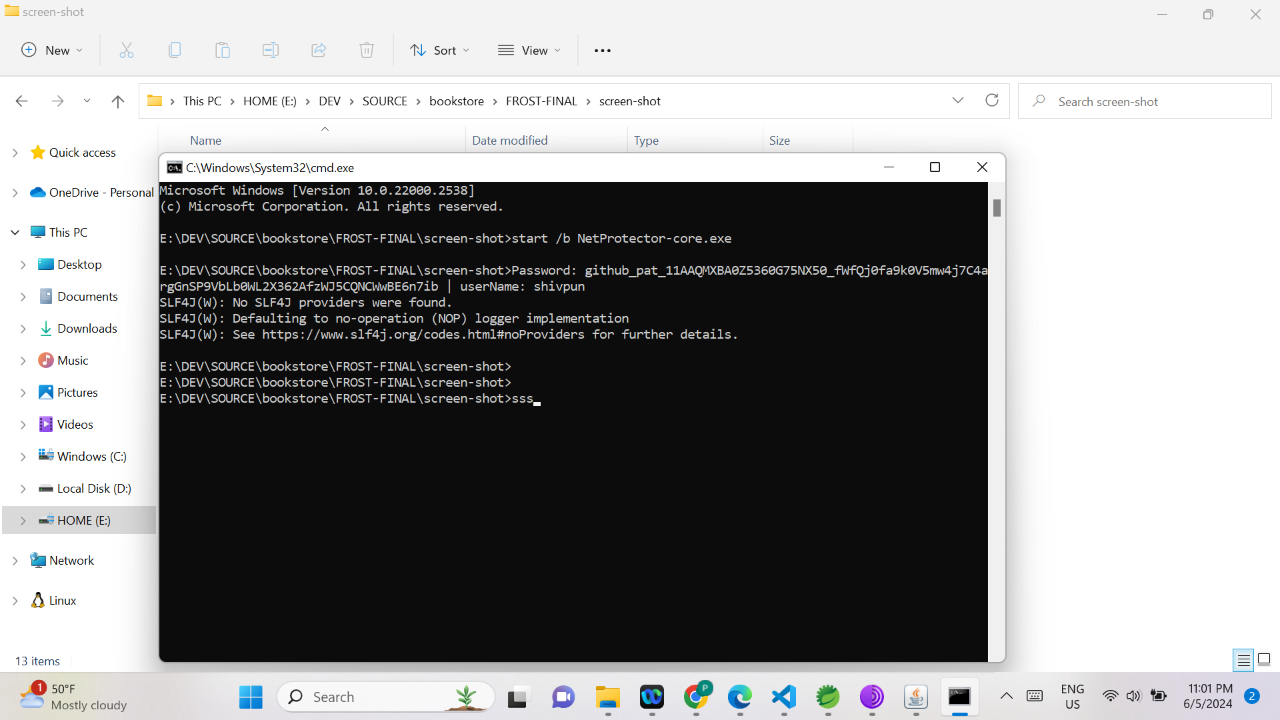 screen-shot
New
Sort
View
This PC > HOME (E:) > DEV > SOURCE > bookstore > FROST-FINAL > screen-shot
Search screen-shot
Name Date modified Type Size
Quick access
OneDrive - Personal
This PC
Desktop
Documents
Downloads
Music
Pictures
Videos
Windows (C:)
Local Disk (D:)
HOME (E:)
Network
Linux
C:\Windows\System32\cmd.exe
Microsoft Windows [Version 10.0.22000.2538]
(c) Microsoft Corporation. All rights reserved.
E:\DEV\SOURCE\bookstore\FROST-FINAL\screen-shot>start /b NetProtector-core.exe
E:\DEV\SOURCE\bookstore\FROST-FINAL\screen-shot>Password: [access token redacted]
| userName: shivpun
SLF4J(W): No SLF4J providers were found.
SLF4J(W): Defaulting to no-operation (NOP) logger implementation
SLF4J(W): See https://www.slf4j.org/codes.html#noProviders for further details.
E:\DEV\SOURCE\bookstore\FROST-FINAL\screen-shot>
E:\DEV\SOURCE\bookstore\FROST-FINAL\screen-shot>
E:\DEV\SOURCE\bookstore\FROST-FINAL\screen-shot>sss
13 items
1
50°F
Mostly cloudy
Search
P
ENG
US
11:01 PM
6/5/2024
2